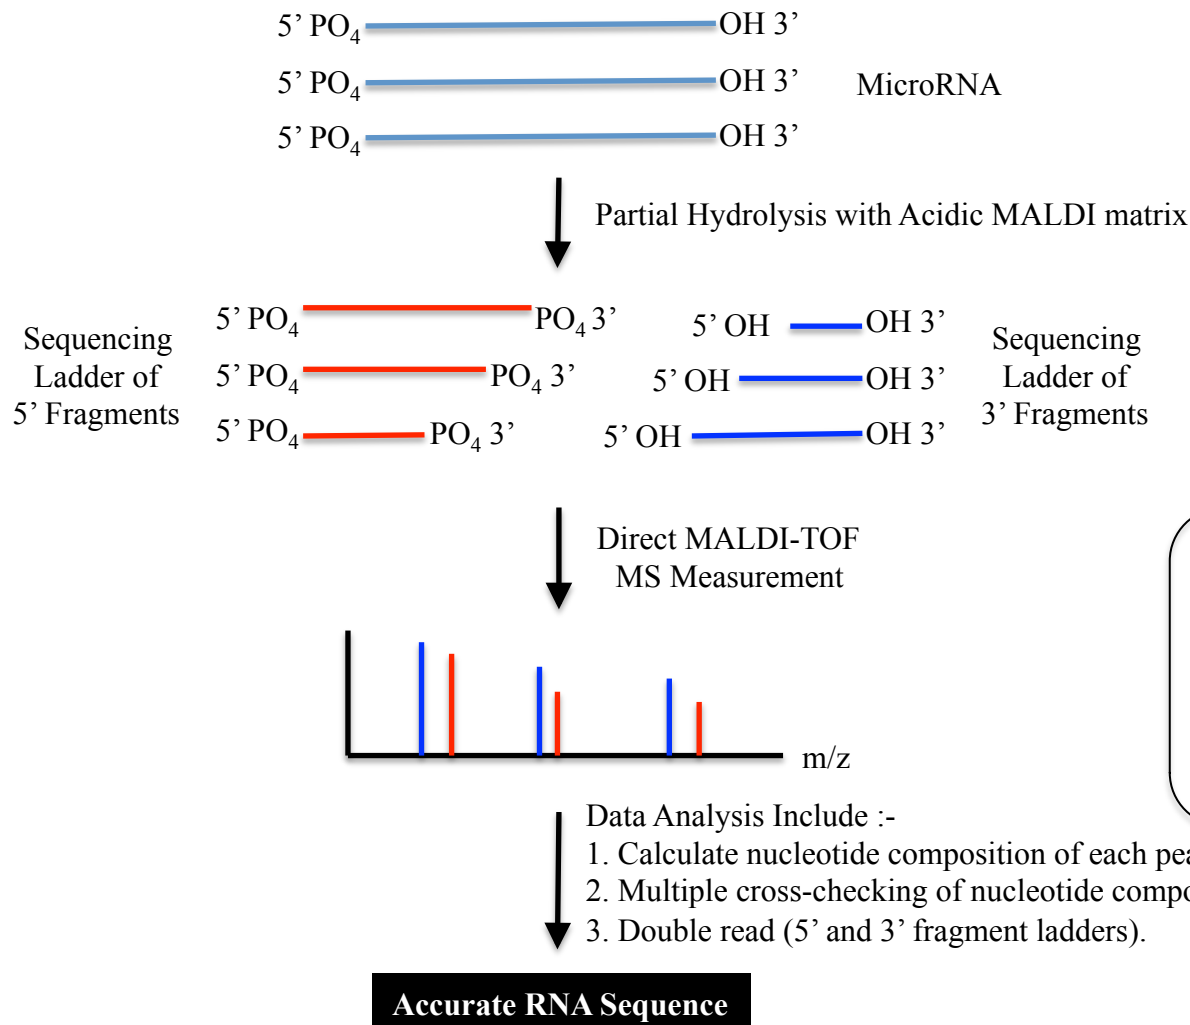 5’ PO4 OH 3’
5’ PO4 OH 3’
MicroRNA
5’ PO4 OH 3’
Partial Hydrolysis with Acidic MALDI matrix
Sequencing
Ladder of
5’ Fragments
5’ PO4 PO4 3’
5’ PO4 PO4 3’
5’ PO4 PO4 3’
5’ OH OH 3’
5’ OH OH 3’
5’ OH OH 3’
Sequencing
Ladder of
3’ Fragments
Direct MALDI-TOF
MS Measurement
m/z
Data Analysis Include :-
1. Calculate nucleotide composition of each
2. Multiple cross-checking of nucleotide
3. Double read (5’ and 3’ fragment ladders).
Accurate RNA Sequence